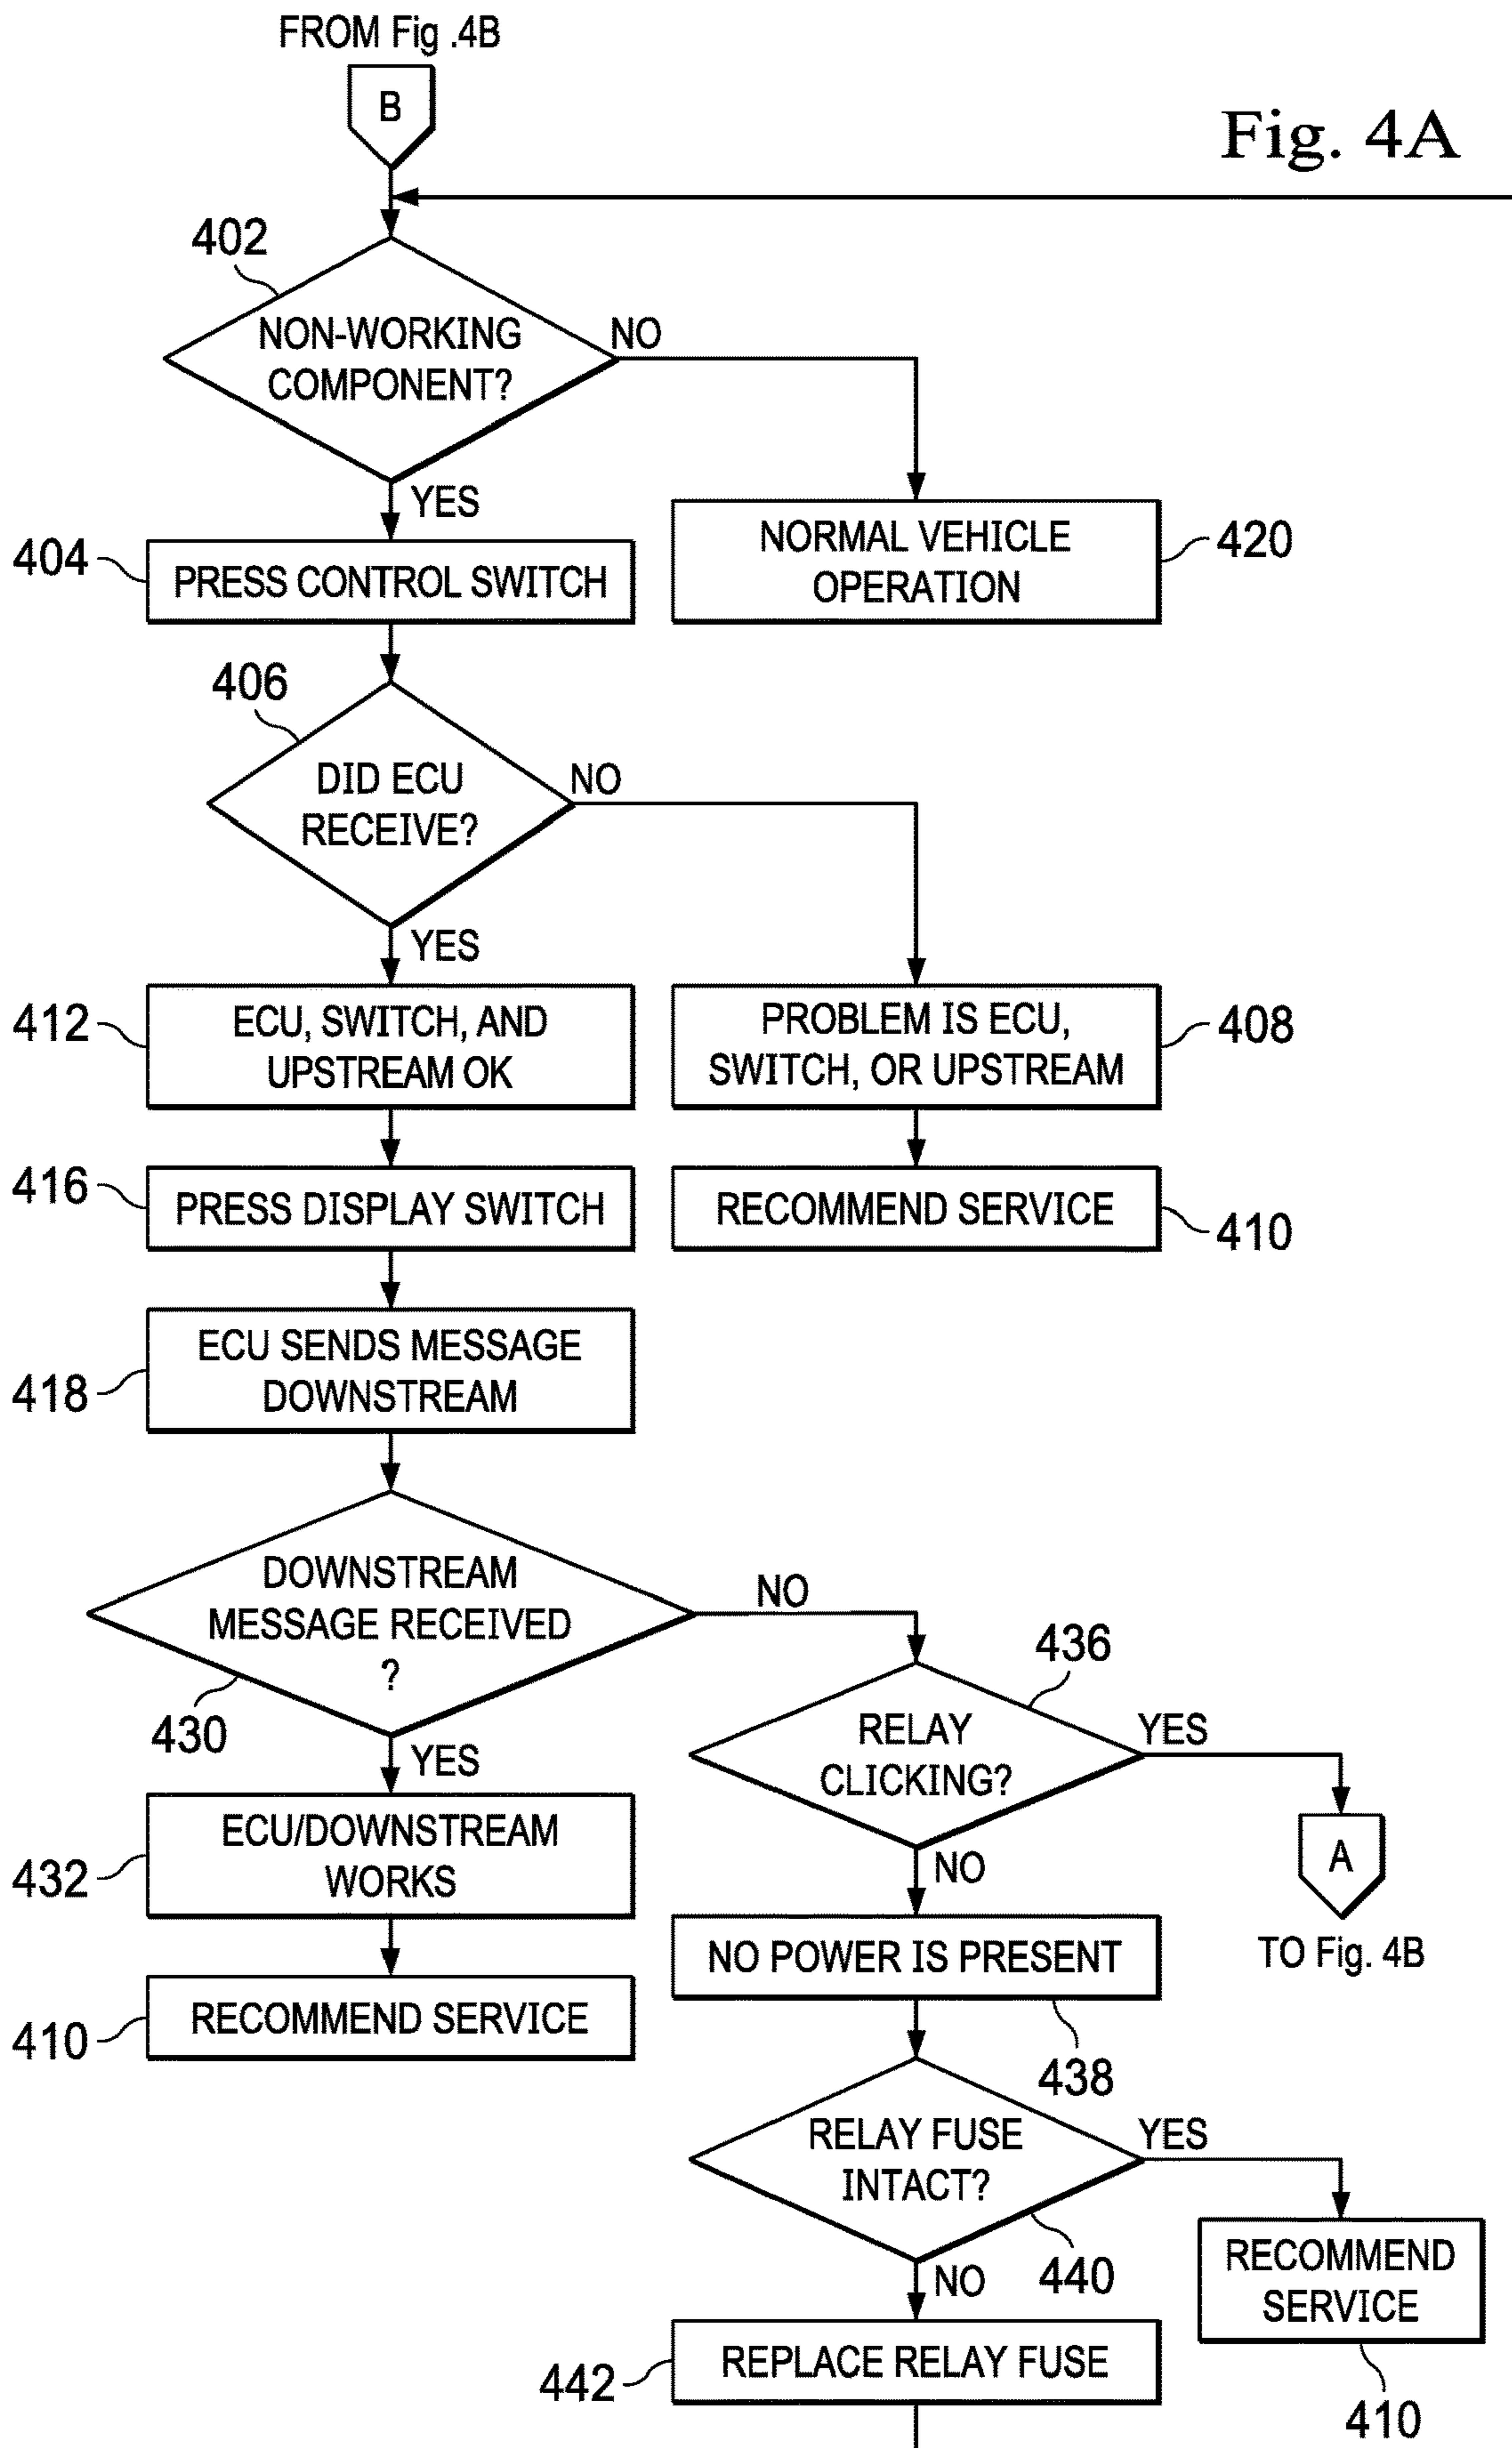 FROM Fig .4B
B
Fig. 4A
402
NON-WORKING
COMPONENT?
NO
YES
404
PRESS CONTROL SWITCH
NORMAL VEHICLE
OPERATION
420
406
DID ECU
RECEIVE?
NO
YES
412
ECU, SWITCH, AND
UPSTREAM OK
PROBLEM IS ECU,
SWITCH, OR UPSTREAM
408
416
PRESS DISPLAY SWITCH
RECOMMEND SERVICE
410
418
ECU SENDS MESSAGE
DOWNSTREAM
DOWNSTREAM
MESSAGE RECEIVED
?
NO
430
YES
436
RELAY
CLICKING?
YES
NO
A
TO Fig. 4B
432
ECU/DOWNSTREAM
WORKS
410
RECOMMEND SERVICE
NO POWER IS PRESENT
438
RELAY FUSE
INTACT?
YES
440
NO
RECOMMEND
SERVICE
410
442
REPLACE RELAY FUSE